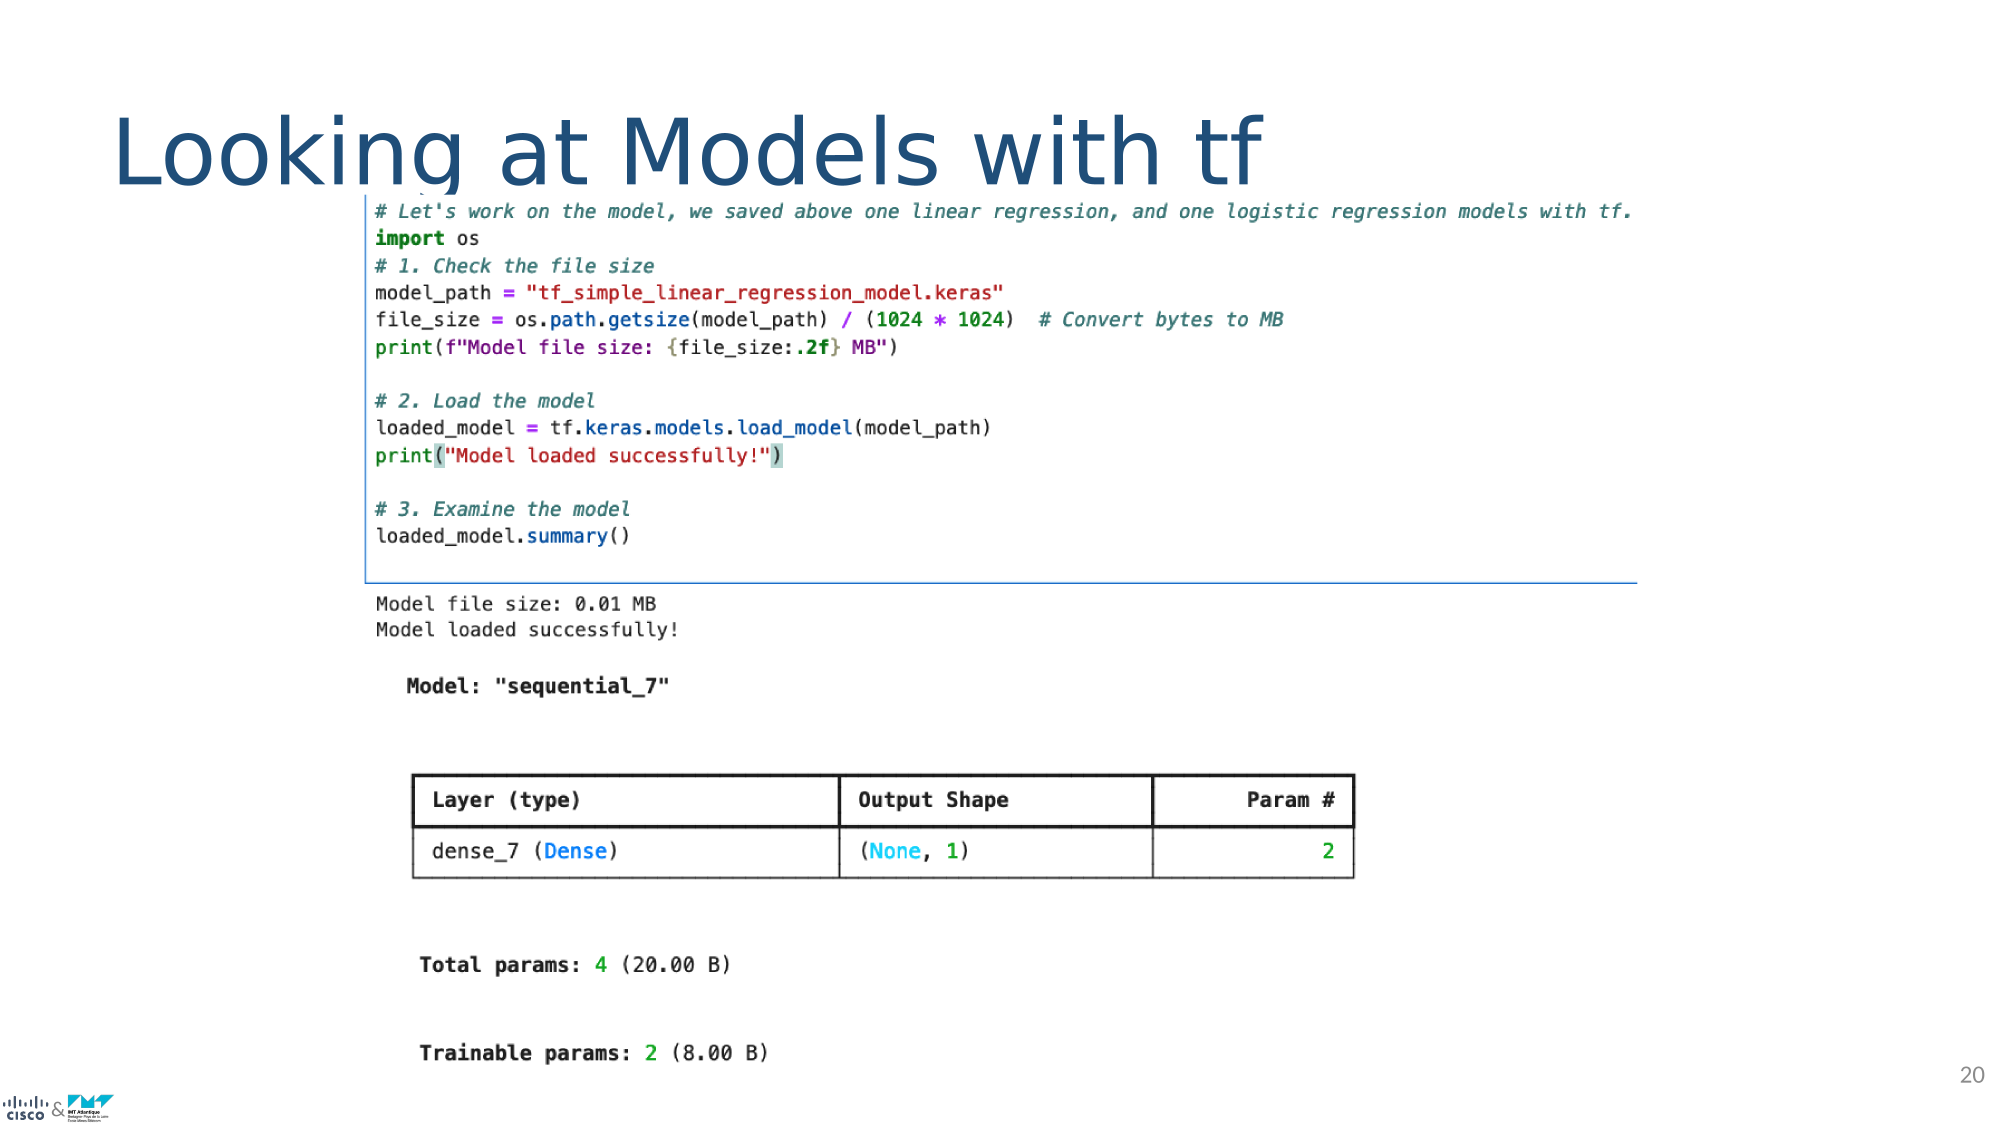 Looking at Models with tf
# Let's work on the model, we saved above one linear regression, and one logistic regression models with tf.
import os
# 1. Check the file size
model_path = "tf_simple_linear_regression_model.keras"
file_size = os.path.getsize(model_path) / (1024 * 1024)  # Convert bytes to MB
print(f"Model file size: {file_size:.2f} MB")
# 2. Load the model
loaded_model = tf.keras.models.load_model(model_path)
print("Model loaded successfully!")
# 3. Examine the model
loaded_model.summary()
Model file size: 0.01 MB
Model loaded successfully!
Model: "sequential_7"
Layer (type) Output Shape Param #
dense_7 (Dense) (None, 1) 2
Total params: 4 (20.00 B)
Trainable params: 2 (8.00 B)
20
CISCO & IMT Atlantique